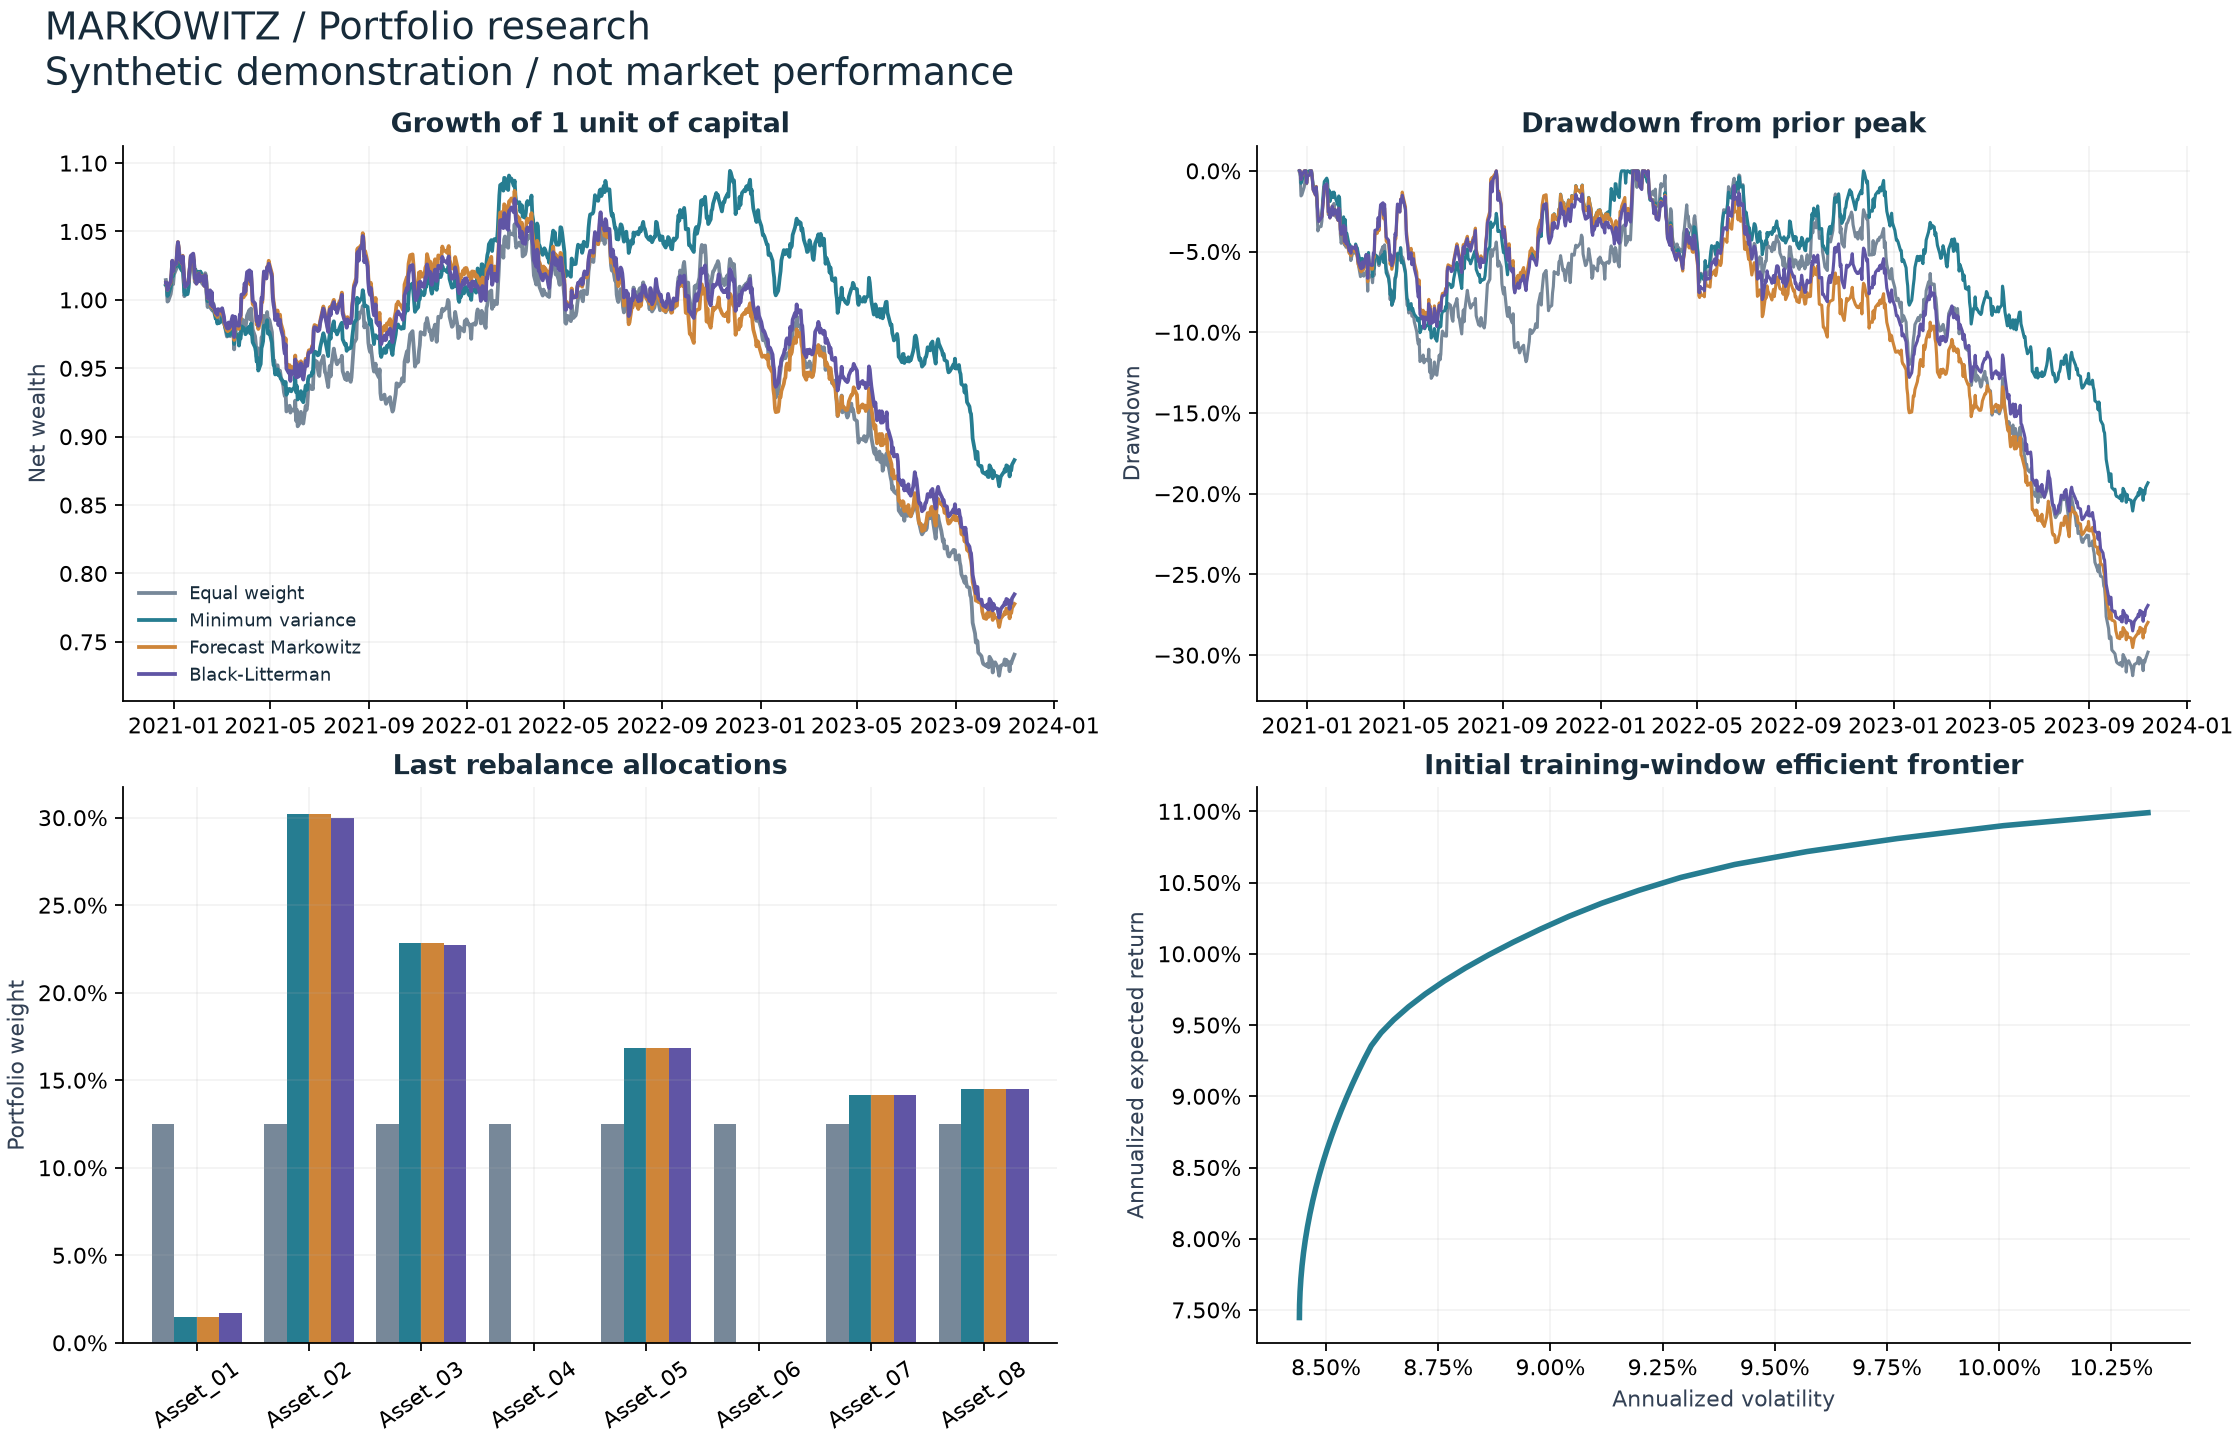 MARKOWITZ / Portfolio research
Synthetic demonstration / not market performance
Growth of 1 unit of capital
Net wealth
1.10
1.05
1.00
0.95
0.90
0.85
0.80
0.75
Equal weight
Minimum variance
Forecast Markowitz
Black-Litterman
2021-01 2021-05 2021-09 2022-01 2022-05 2022-09 2023-01 2023-05 2023-09 2024-01
Drawdown from prior peak
Drawdown
0.0%
−5.0%
−10.0%
−15.0%
−20.0%
−25.0%
−30.0%
2021-01 2021-05 2021-09 2022-01 2022-05 2022-09 2023-01 2023-05 2023-09 2024-01
Last rebalance allocations
Portfolio weight
30.0%
25.0%
20.0%
15.0%
10.0%
5.0%
0.0%
Asset_01 Asset_02 Asset_03 Asset_04 Asset_05 Asset_06 Asset_07 Asset_08
Initial training-window efficient frontier
Annualized expected return
11.00%
10.50%
10.00%
9.50%
9.00%
8.50%
8.00%
7.50%
8.50% 8.75% 9.00% 9.25% 9.50% 9.75% 10.00% 10.25%
Annualized volatility